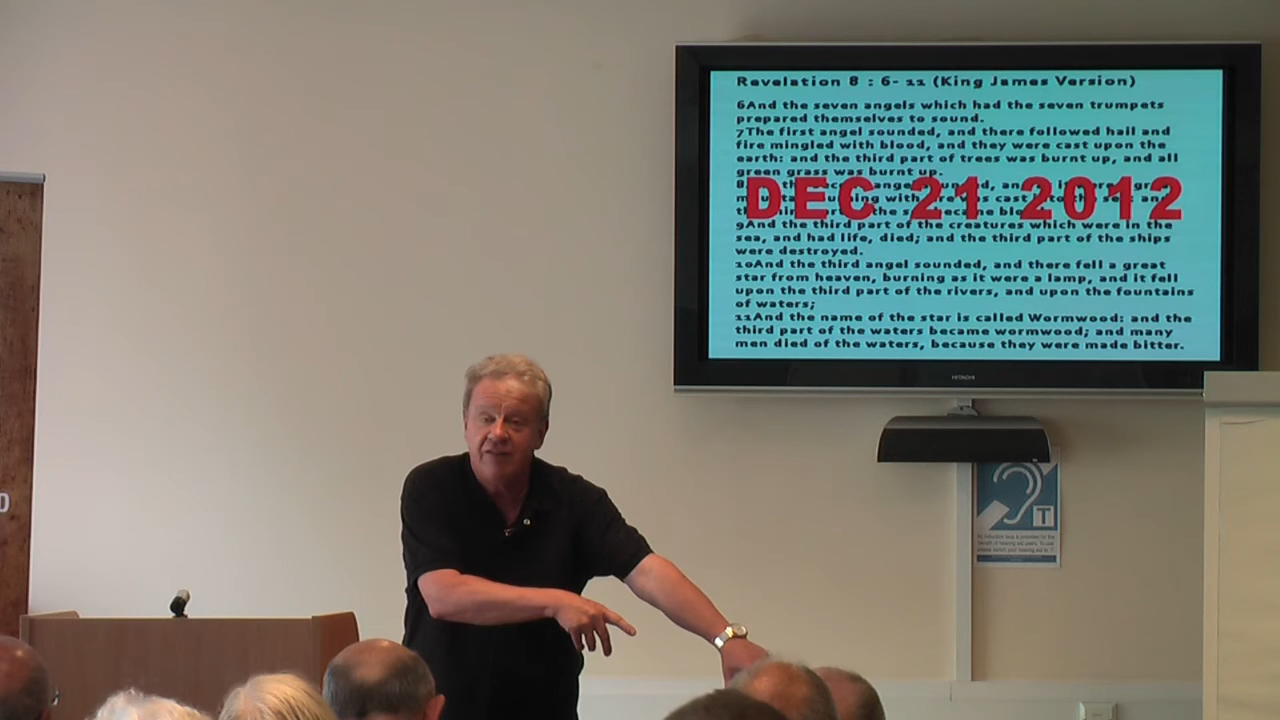 Revelation 8 : 6- 11 (King James Version)
6And the seven angels which had the seven trumpets
prepared themselves to sound.
7The first angel sounded, and there followed hail and
fire mingled with blood, and they were cast upon the
earth: and the third part of trees was burnt up, and all
green grass was burnt up.
DEC 21 2012
9And the third part of the creatures which were in the
sea, and had life, died; and the third part of the ships
were destroyed.
10And the third angel sounded, and there fell a great
star from heaven, burning as it were a lamp, and it fell
upon the third part of the rivers, and upon the fountains
of waters;
11And the name of the star is called Wormwood: and the
third part of the waters became wormwood; and many
men died of the waters, because they were made bitter.
HITACHI
T
D